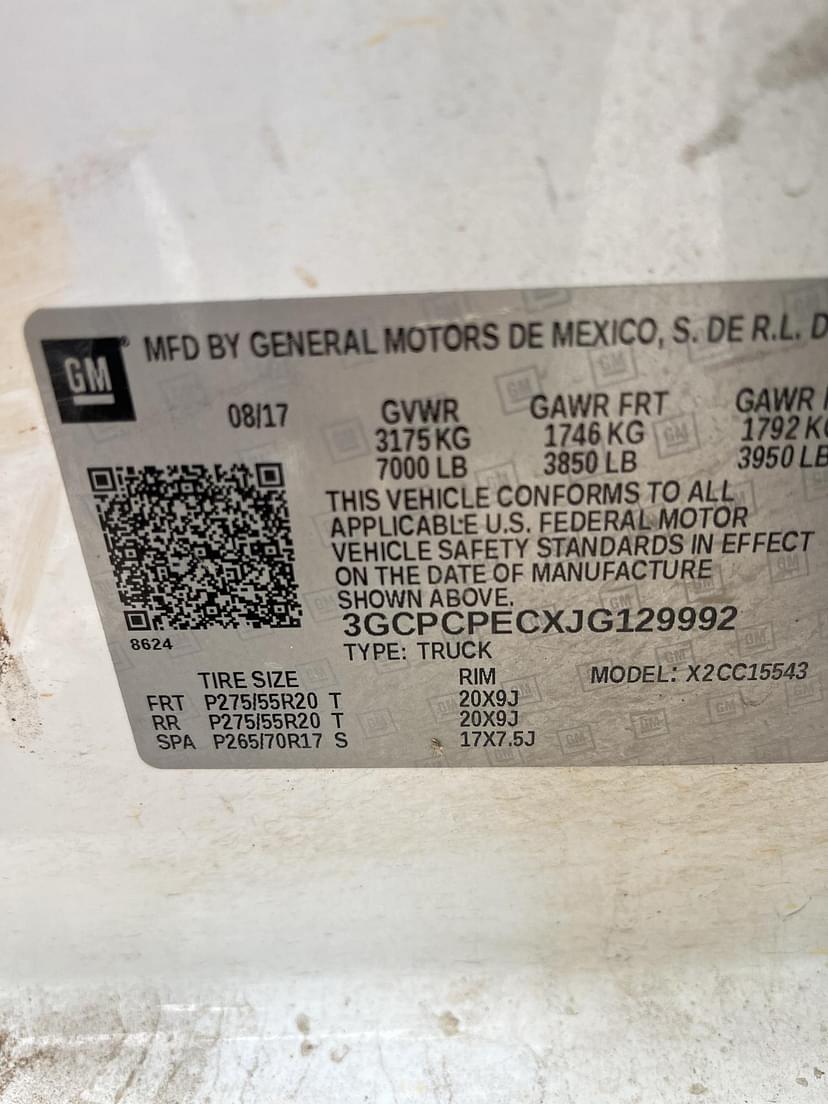 GM® MFD BY GENERAL MOTORS DE MEXICO, S. DE R.L. D
08/17 GVWR GAWR FRT GAWR
3175 KG 1746 KG 1792 KG
7000 LB 3850 LB 3950 LB
THIS VEHICLE CONFORMS TO ALL
APPLICABLE U.S. FEDERAL MOTOR
VEHICLE SAFETY STANDARDS IN EFFECT
ON THE DATE OF MANUFACTURE
SHOWN ABOVE.
3GCPCPECXJG129992
8624
TYPE: TRUCK
TIRE SIZE RIM MODEL: X2CC15543
FRT P275/55R20 T 20X9J
RR P275/55R20 T 20X9J
SPA P265/70R17 S 17X7.5J